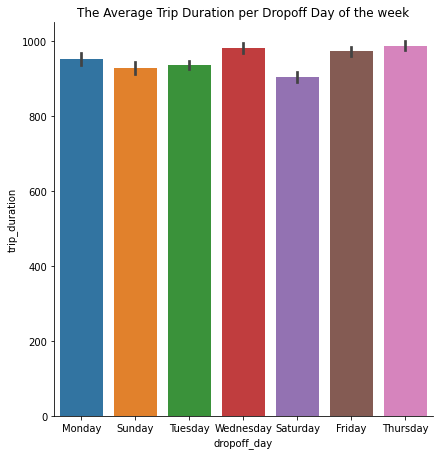 The Average Trip Duration per Dropoff Day of the week
1000
800
600
400
200
0
trip_duration
Monday Sunday Tuesday Wednesday Saturday Friday Thursday
dropoff_day